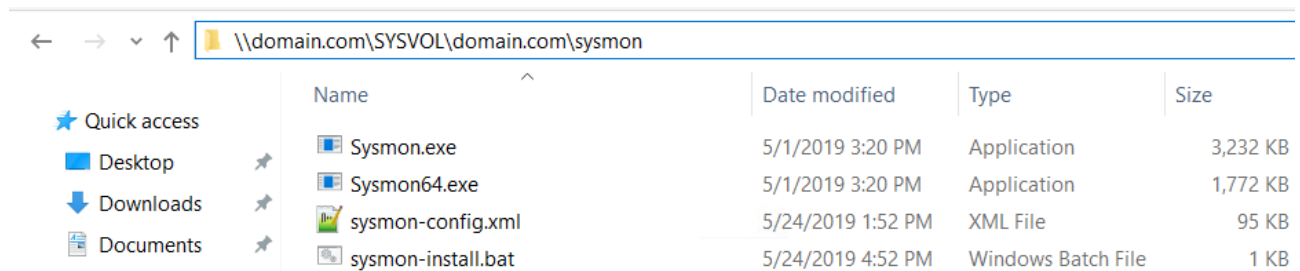 \\domain.com\SYSVOL\domain.com\sysmon
Name Date modified Type Size
Quick access
Sysmon.exe 5/1/2019 3:20 PM Application 3,232 KB
Desktop
Sysmon64.exe 5/1/2019 3:20 PM Application 1,772 KB
Downloads
sysmon-config.xml 5/24/2019 1:52 PM XML File 95 KB
Documents
sysmon-install.bat 5/24/2019 4:52 PM Windows Batch File 1 KB